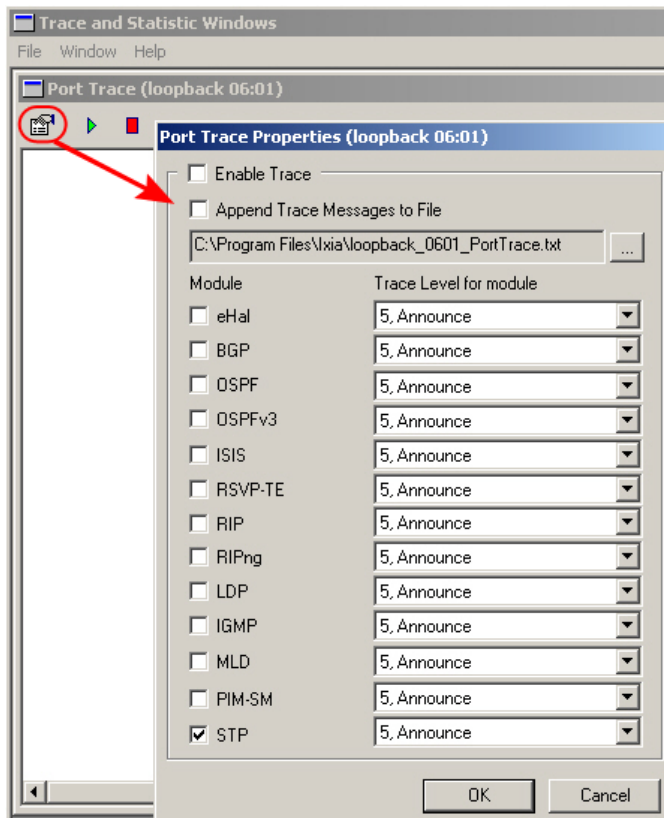 Trace and Statistic Windows
File Window Help
Port Trace (loopback 06:01)
Port Trace Properties (loopback 06:01)
Enable Trace
Append Trace Messages to File
C:\Program Files\Ixia\loopback_0601_PortTrace.txt ...
Module Trace Level for module
eHal 5, Announce
BGP 5, Announce
OSPF 5, Announce
OSPFv3 5, Announce
ISIS 5, Announce
RSVP-TE 5, Announce
RIP 5, Announce
RIPng 5, Announce
LDP 5, Announce
IGMP 5, Announce
MLD 5, Announce
PIM-SM 5, Announce
STP 5, Announce
OK Cancel